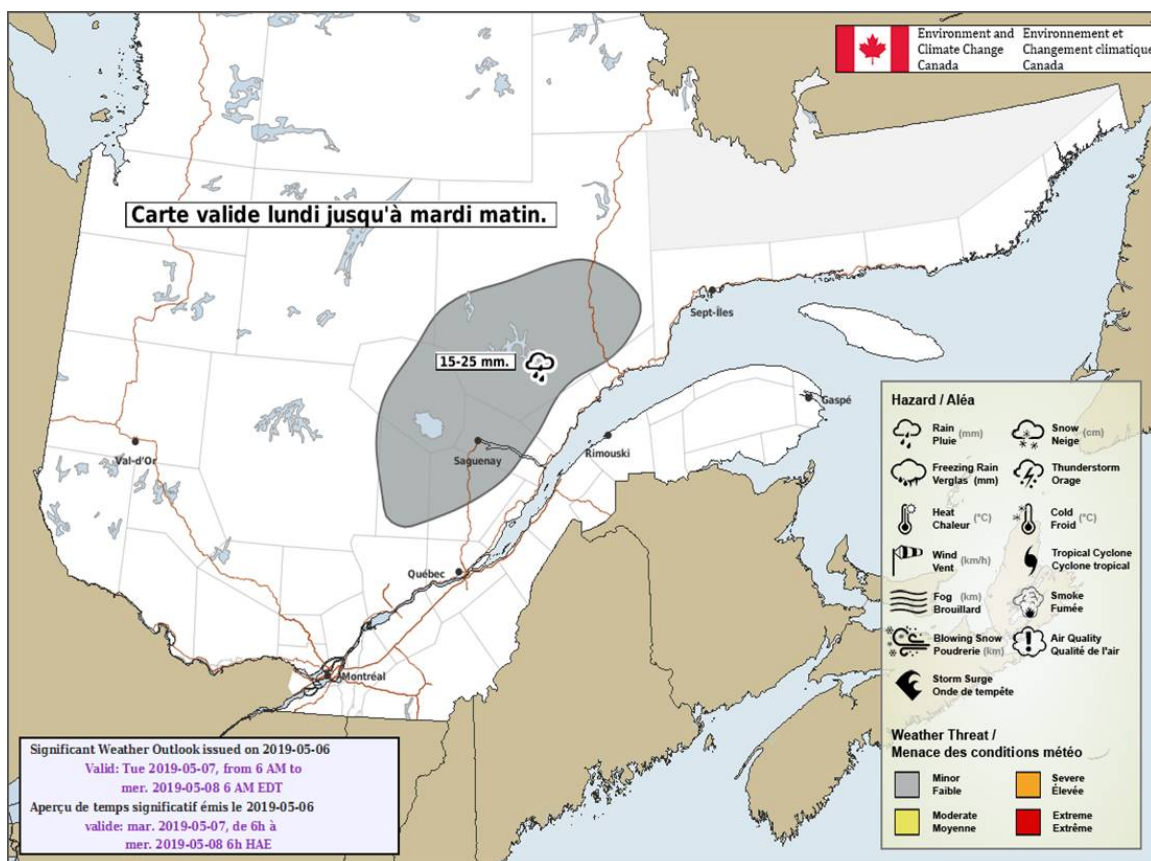 Environment and
Climate Change
Canada
Environnement et
Changement climatique
Canada
Carte valide lundi jusqu'à mardi matin.
Sept-Îles
15-25 mm.
Gaspé
Val-d'Or
Saguenay
Rimouski
Québec
Montréal
Hazard / Aléa
Rain
Pluie (mm)
Snow
Neige (cm)
Freezing Rain
Verglas (mm)
Thunderstorm
Orage
Heat
Chaleur (°C)
Cold
Froid (°C)
Wind
Vent (km/h)
Tropical Cyclone
Cyclone tropical
Fog (km)
Brouillard
Smoke
Fumée
Blowing Snow
Poudrerie (km)
Air Quality
Qualité de l'air
Storm Surge
Onde de tempête
Weather Threat /
Menace des conditions météo
Minor
Faible
Severe
Élevée
Moderate
Moyenne
Extreme
Extrême
Significant Weather Outlook issued on 2019-05-06
Valid: Tue 2019-05-07, from 6 AM to
mer. 2019-05-08 6 AM EDT
Aperçu de temps significatif émis le 2019-05-06
valide: mar. 2019-05-07, de 6h à
mer. 2019-05-08 6h HAE